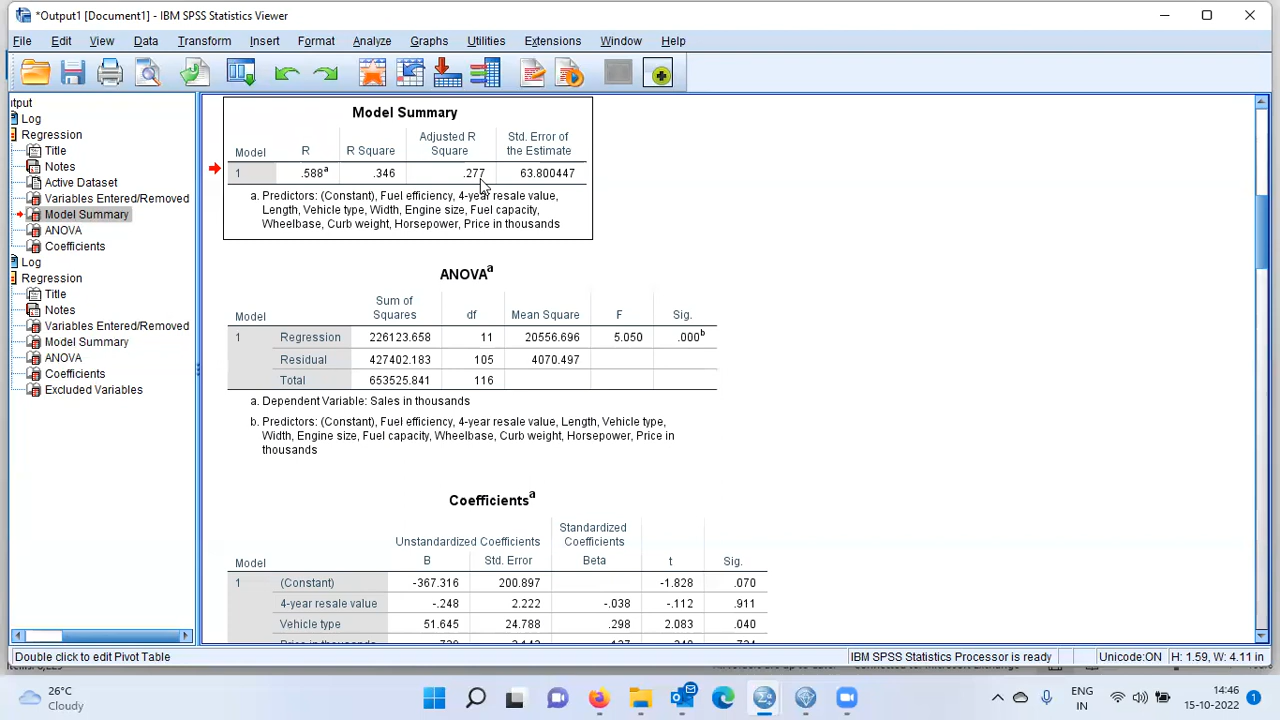 *Output1 [Document1] - IBM SPSS Statistics Viewer
File Edit View Data Transform Insert Format Analyze Graphs Utilities Extensions Window Help
tput
Log
Regression
Title
Notes
Active Dataset
Variables Entered/Removed
Model Summary
ANOVA
Coefficients
Log
Regression
Title
Notes
Variables Entered/Removed
Model Summary
ANOVA
Coefficients
Excluded Variables
Model Summary
Model R R Square Adjusted R Square Std. Error of the Estimate
1 .588a .346 .277 63.800447
a. Predictors: (Constant), Fuel efficiency, 4-year resale value,
Length, Vehicle type, Width, Engine size, Fuel capacity,
Wheelbase, Curb weight, Horsepower, Price in thousands
ANOVAa
Model Sum of Squares df Mean Square F Sig.
1 Regression 226123.658 11 20556.696 5.050 .000b
Residual 427402.183 105 4070.497
Total 653525.841 116
a. Dependent Variable: Sales in thousands
b. Predictors: (Constant), Fuel efficiency, 4-year resale value, Length, Vehicle type,
Width, Engine size, Fuel capacity, Wheelbase, Curb weight, Horsepower, Price in
thousands
Coefficientsa
Unstandardized Coefficients Standardized Coefficients
Model B Std. Error Beta t Sig.
1 (Constant) -367.316 200.897 -1.828 .070
4-year resale value -.248 2.222 -.038 -.112 .911
Vehicle type 51.645 24.788 .298 2.083 .040
Double click to edit Pivot Table
IBM SPSS Statistics Processor is ready
Unicode:ON
H: 1.59, W: 4.11 in
26°C
Cloudy
ENG
IN
14:46
15-10-2022
1